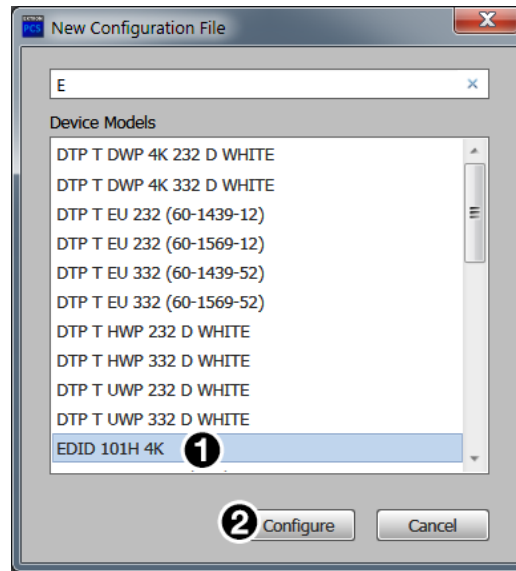 EXTRON
PCS
New Configuration File
X
E
×
Device Models
DTP T DWP 4K 232 D WHITE
DTP T DWP 4K 332 D WHITE
DTP T EU 232 (60-1439-12)
DTP T EU 232 (60-1569-12)
DTP T EU 332 (60-1439-52)
DTP T EU 332 (60-1569-52)
DTP T HWP 232 D WHITE
DTP T HWP 332 D WHITE
DTP T UWP 232 D WHITE
DTP T UWP 332 D WHITE
EDID 101H 4K 1
2 Configure Cancel